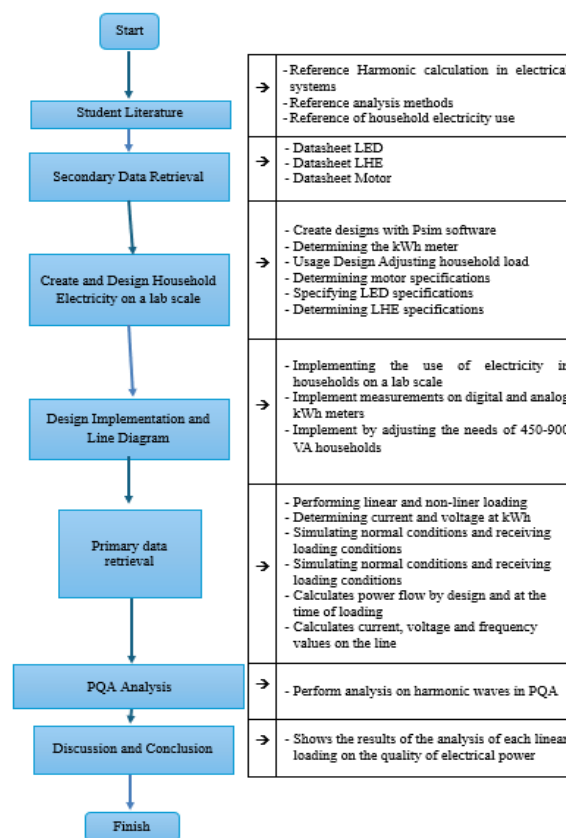 Start
Student Literature
→
- Reference Harmonic calculation in electrical
systems
- Reference analysis methods
- Reference of household electricity use
Secondary Data Retrieval
→
- Datasheet LED
- Datasheet LHE
- Datasheet Motor
Create and Design Household
Electricity on a lab scale
→
- Create designs with Psim software
- Determining the kWh meter
- Usage Design Adjusting household load
- Determining motor specifications
- Specifying LED specifications
- Determining LHE specifications
Design Implementation and
Line Diagram
→
- Implementing the use of electricity in
households on a lab scale
- Implement measurements on digital and analog
kWh meters
- Implement by adjusting the needs of 450-900
VA households
Primary data
retrieval
→
- Performing linear and non-liner loading
- Determining current and voltage at kWh
- Simulating normal conditions and receiving
loading conditions
- Simulating normal conditions and receiving
loading conditions
- Calculates power flow by design and at the
time of loading
- Calculates current, voltage and frequency
values on the line
PQA Analysis
→
- Perform analysis on harmonic waves in PQA
Discussion and Conclusion
→
- Shows the results of the analysis of each linear
loading on the quality of electrical power
Finish